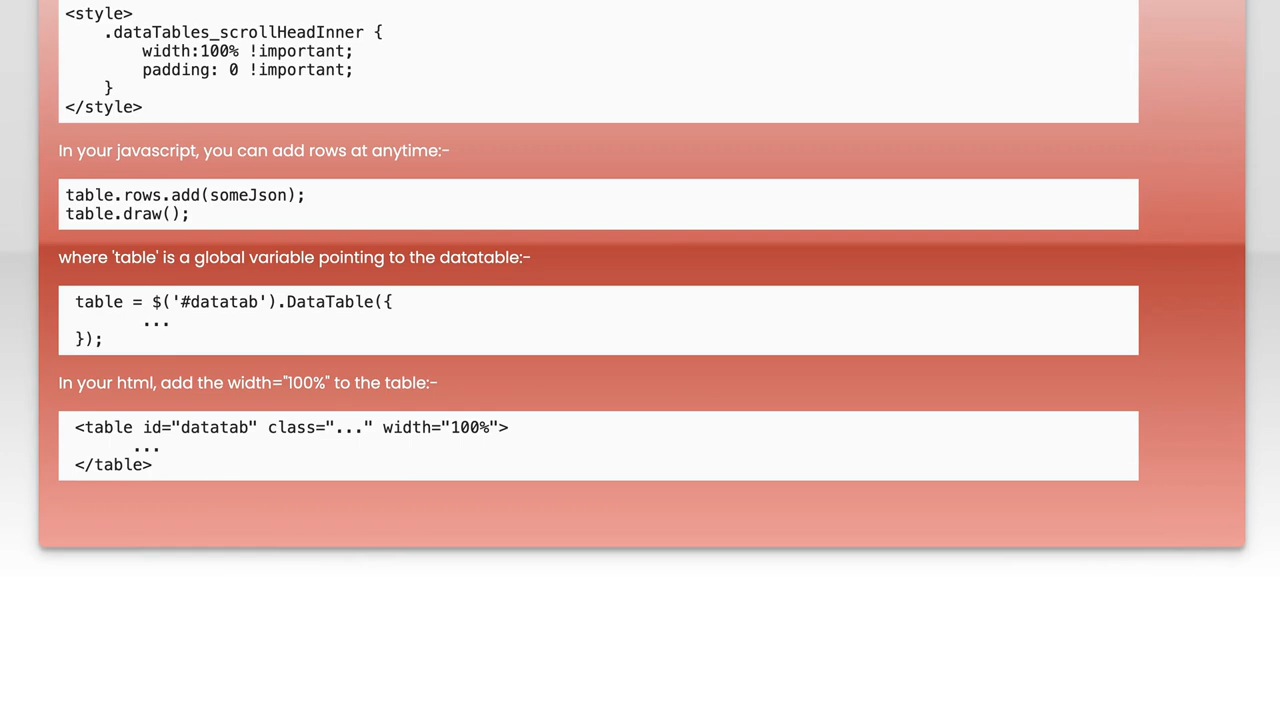 <style>
    .dataTables_scrollHeadInner {
        width:100% !important;
        padding: 0 !important;
    }
</style>
In your javascript, you can add rows at anytime:-
table.rows.add(someJson);
table.draw();
where 'table' is a global variable pointing to the datatable:-
table = $('#datatab').DataTable({
       ...
});
In your html, add the width="100%" to the table:-
<table id="datatab" class="..." width="100%">
      ...
</table>